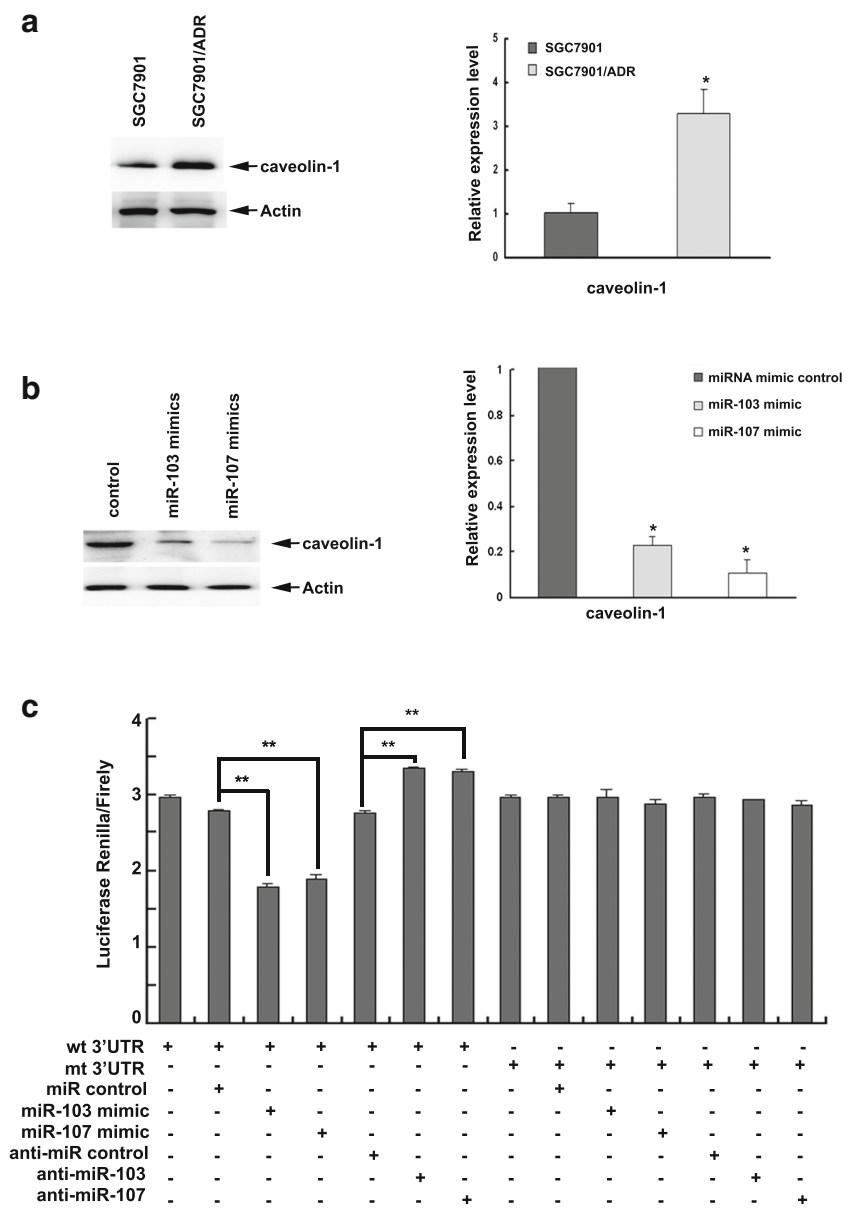 a
SGC7901
SGC7901/ADR
caveolin-1
Actin
Relative expression level
5
4
3
2
1
0
SGC7901
SGC7901/ADR
*
caveolin-1
b
control
miR-103 mimics
miR-107 mimics
caveolin-1
Actin
Relative expression level
1
0.8
0.6
0.4
0.2
0
miRNA mimic control
miR-103 mimic
miR-107 mimic
*
*
caveolin-1
c
Luciferase Renilla/Firely
4
3
2
1
0
**
**
**
**
wt 3'UTR + + + + + + + - - - - - - -
mt 3'UTR - - - - - - - + + + + + + +
miR control - + - - - - - - + - - - - -
miR-103 mimic - - + - - - - - - + - - - -
miR-107 mimic - - - + - - - - - - + - - -
anti-miR control - - - - + - - - - - - + - -
anti-miR-103 - - - - - + - - - - - - + -
anti-miR-107 - - - - - - + - - - - - - +